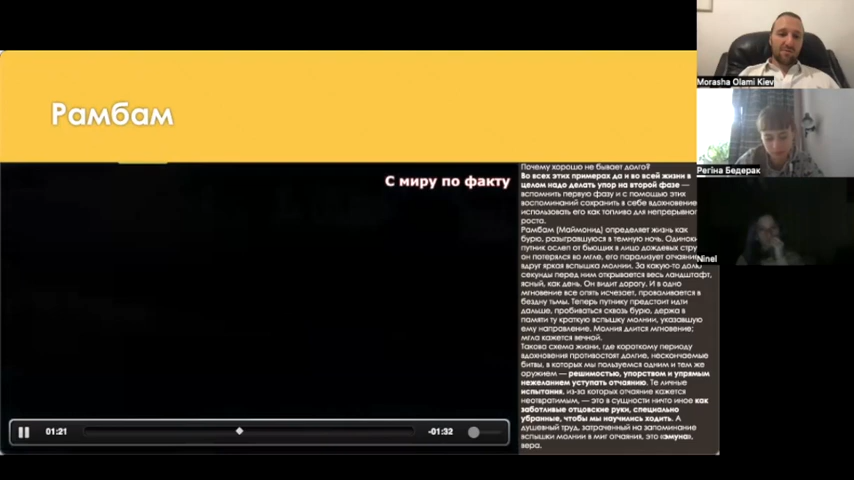 Рамбам
С миру по факту
Почему хорошо не бывает долго?
Во всех этих примерах да и во всей жизни в
целом надо делать упор на второй фазе —
вспомнить первую фазу и с помощью этих
воспоминаний сохранить в себе вдохновение
использовать его как топливо для непрерывног
роста.
Рамбам (Маймонид) определяет жизнь как
бурю, разыгравшуюся в темную ночь. Одиноки
путник ослеп от бьющих в лицо дождевых стру
он потерялся во мгле, его парализует отчаяни
вдруг яркая вспышка молнии. За какую-то долю
секунды перед ним открывается весь ландшафт,
ясный, как день. Он видит дорогу. И в одно
мгновение все опять исчезает, проваливается в
бездну тьмы. Теперь путнику предстоит идти
дальше, пробиваться сквозь бурю, держа в
памяти ту краткую вспышку молнии, указавшую
ему направление. Молния длится мгновение;
мгла кажется вечной.
Такова схема жизни, где короткому периоду
вдохновения противостоят долгие, нескончаемые
битвы, в которых мы пользуемся одним и тем же
оружием — решимостью, упорством и упрямым
нежеланием уступать отчаянию. Те личные
испытания, из-за которых отчаяние кажется
неотвратимым, — это в сущности ничто иное как
заботливые отцовские руки, специально
убранные, чтобы мы научились ходить. А
душевный труд, затраченный на запоминание
вспышки молнии в миг отчаяния, это «эмуна»,
вера.
01:21
-01:32
Morasha Olami Kiev
Регіна Бедерак
Ninel